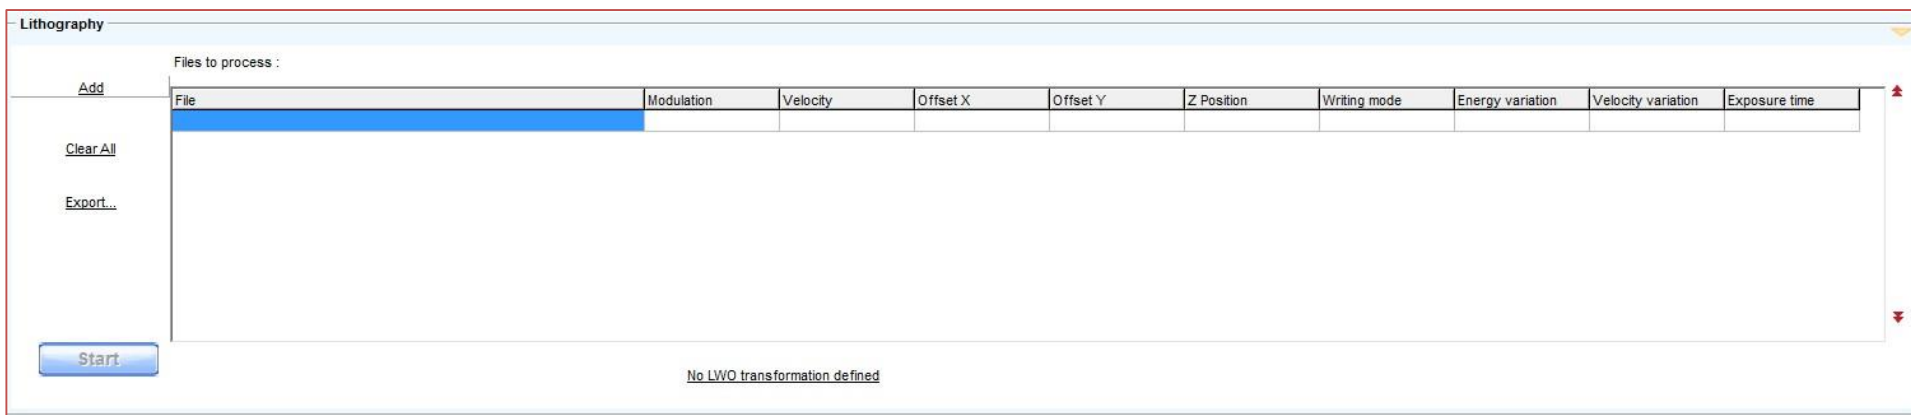 Lithography
Files to process :
Add
File Modulation Velocity Offset X Offset Y Z Position Writing mode Energy variation Velocity variation Exposure time
Clear All
Export...
Start
No LWO transformation defined